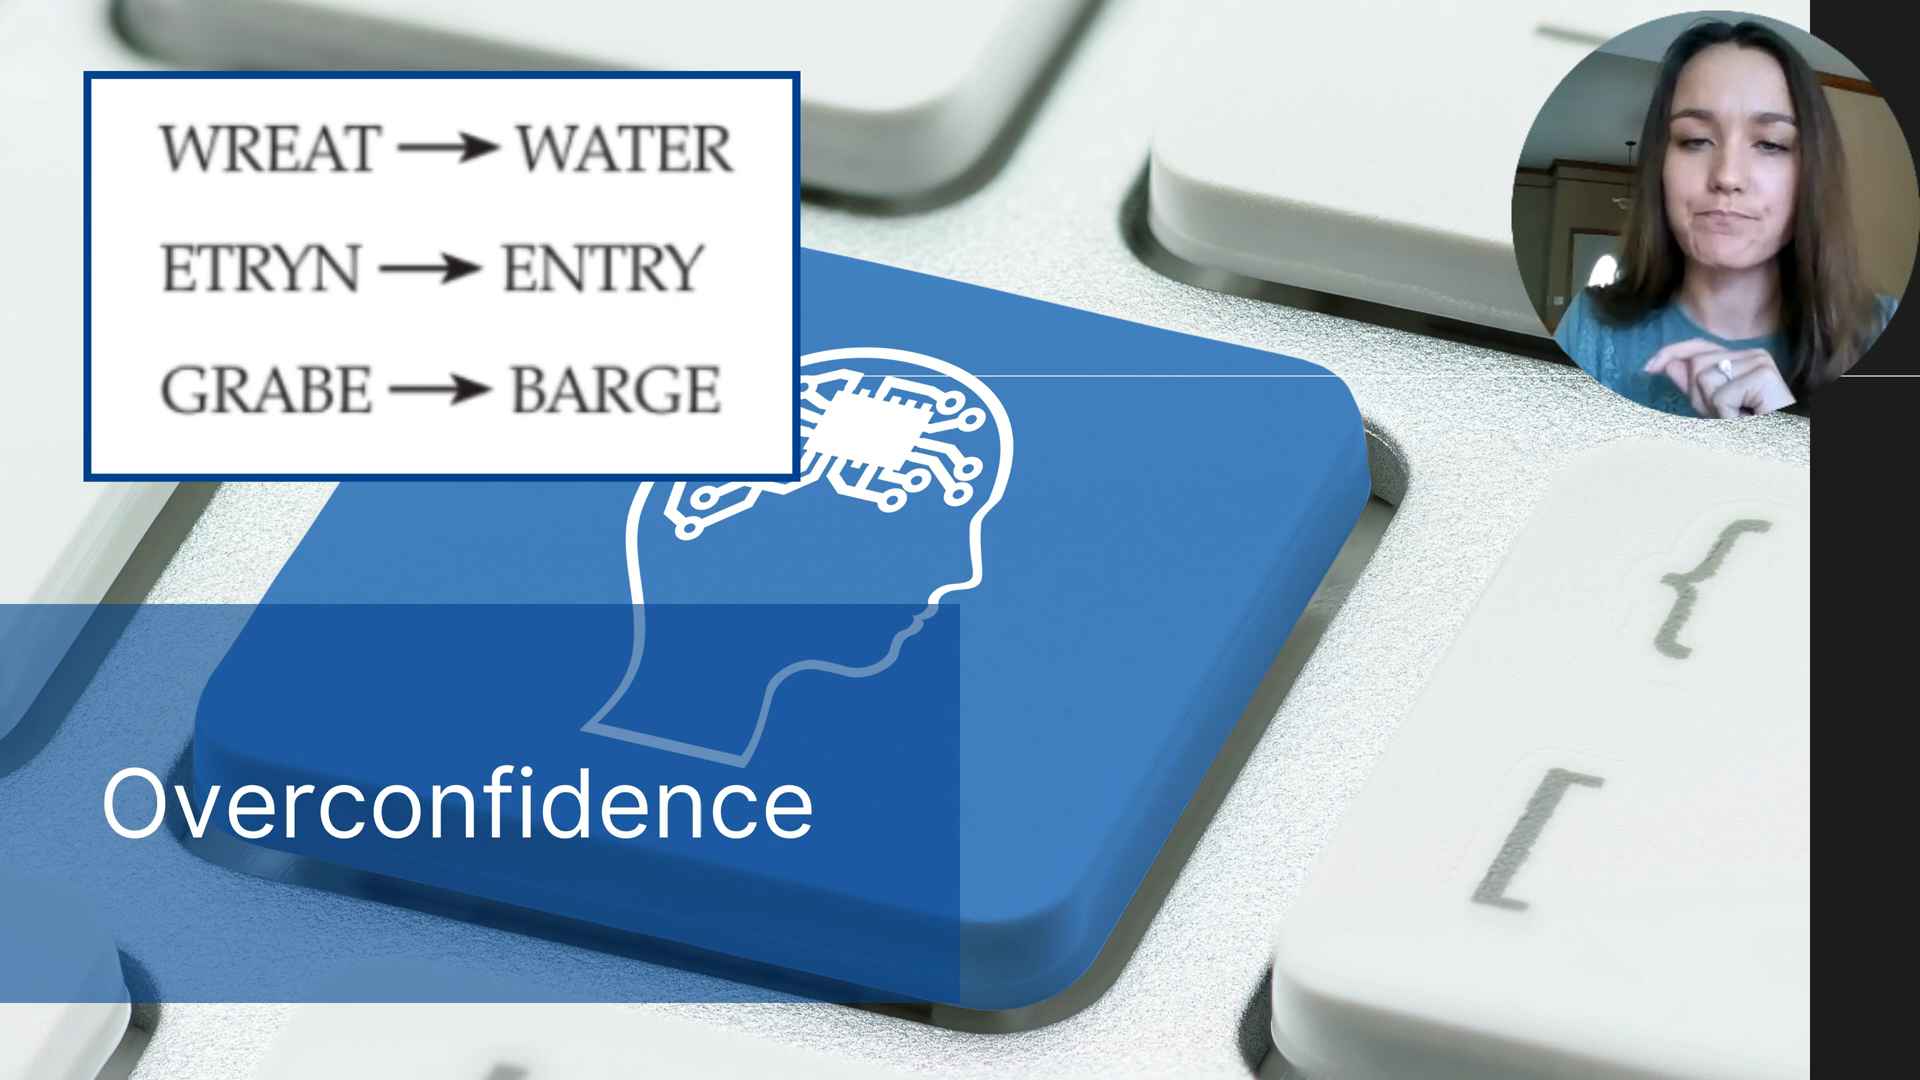 WREAT → WATER
ETRYN → ENTRY
GRABE → BARGE
Overconfidence
{
[